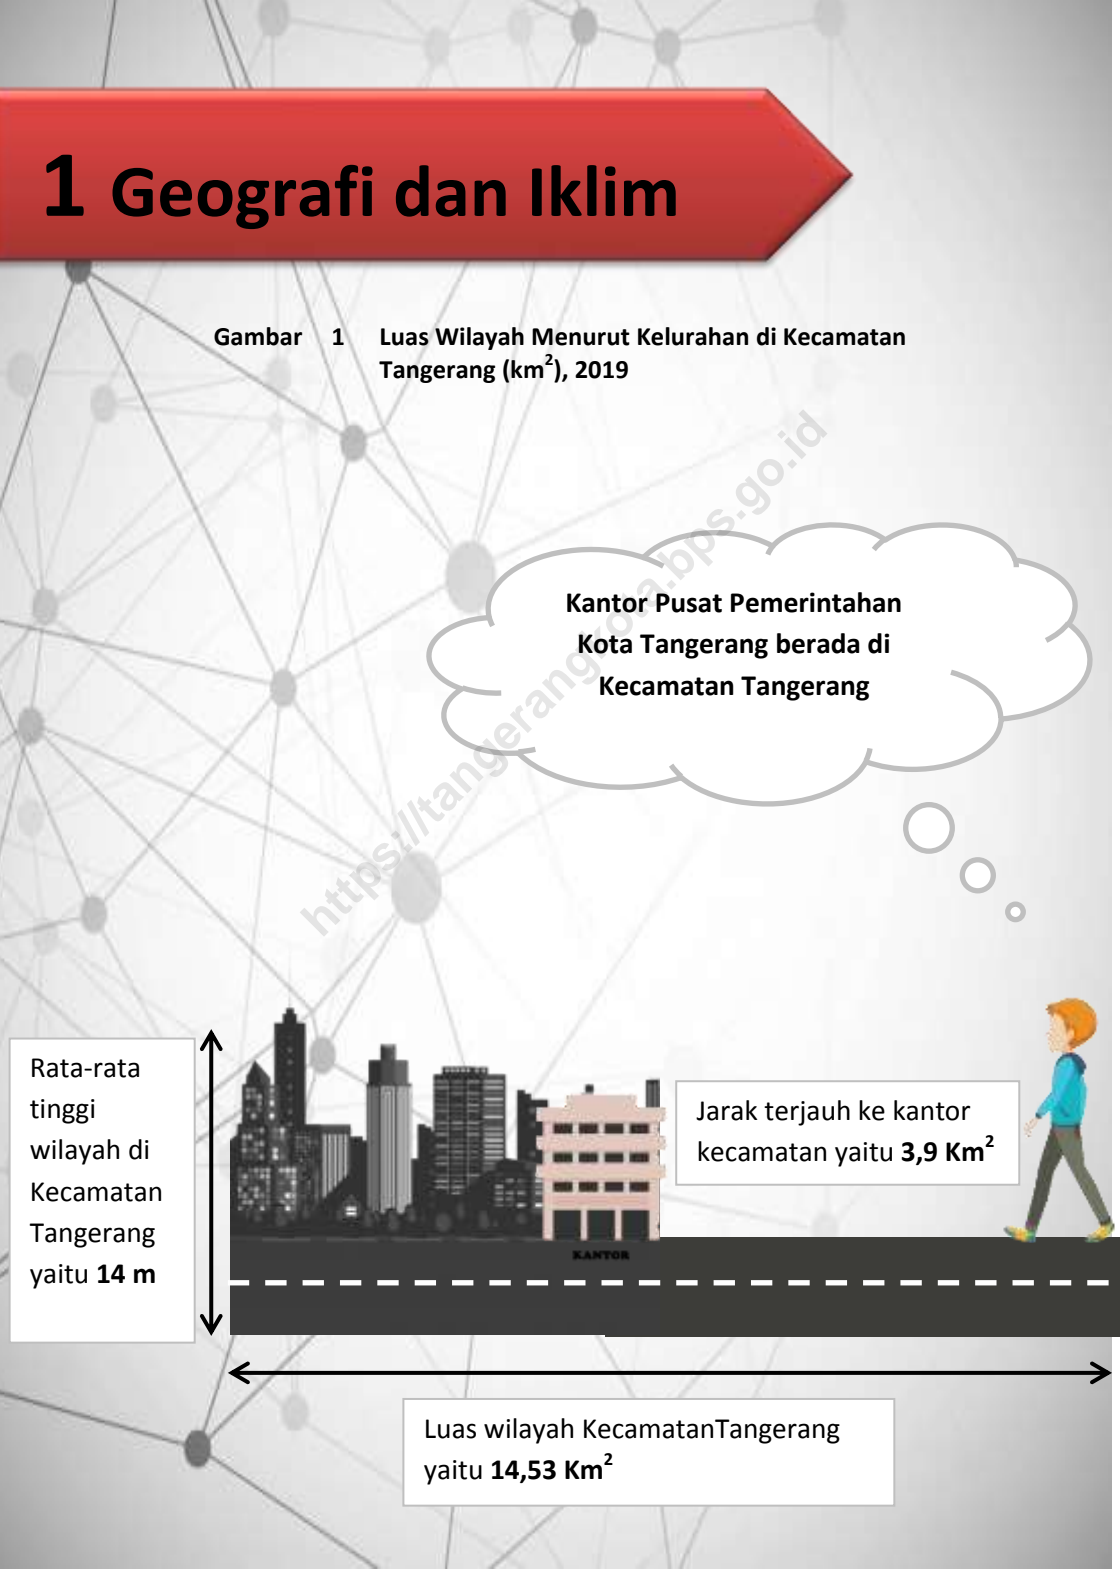 1 Geografi dan Iklim
Gambar 1 Luas Wilayah Menurut Kelurahan di Kecamatan
Tangerang (km²), 2019
https://tangerangkota.bps.go.id
Kantor Pusat Pemerintahan
Kota Tangerang berada di
Kecamatan Tangerang
Rata-rata
tinggi
wilayah di
Kecamatan
Tangerang
yaitu 14 m
Jarak terjauh ke kantor
kecamatan yaitu 3,9 Km²
KANTOR
Luas wilayah KecamatanTangerang
yaitu 14,53 Km²